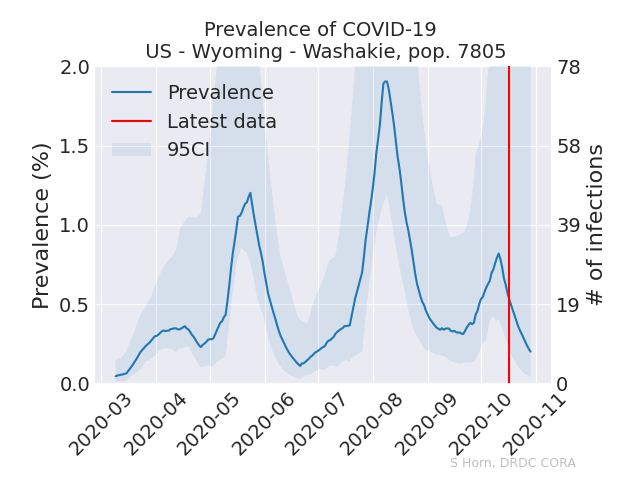 Prevalence of COVID-19
US - Wyoming - Washakie, pop. 7805
Prevalence
Latest data
95CI
Prevalence (%)
2.0
1.5
1.0
0.5
0.0
78
58
39
19
0
# of infections
2020-03
2020-04
2020-05
2020-06
2020-07
2020-08
2020-09
2020-10
2020-11
S Horn, DRDC CORA